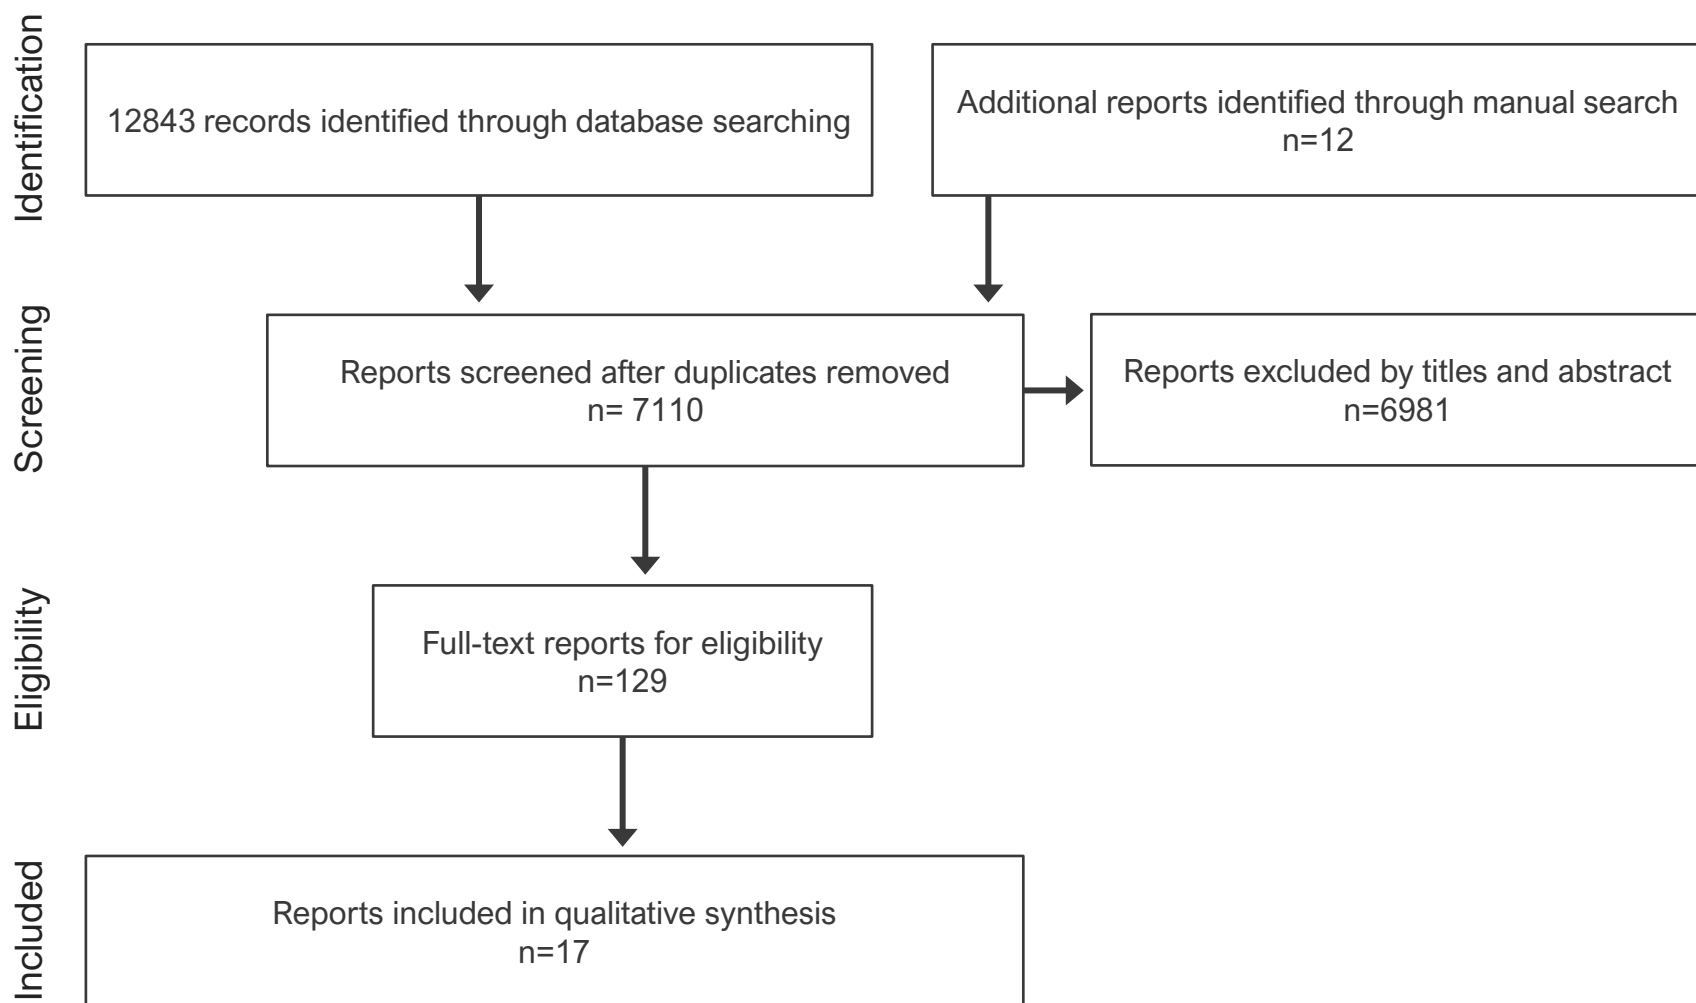 Identification
12843 records identified through database searching
Additional reports identified through manual search
n=12
Screening
Reports screened after duplicates removed
n= 7110
Reports excluded by titles and abstract
n=6981
Eligibility
Full-text reports for eligibility
n=129
Included
Reports included in qualitative synthesis
n=17